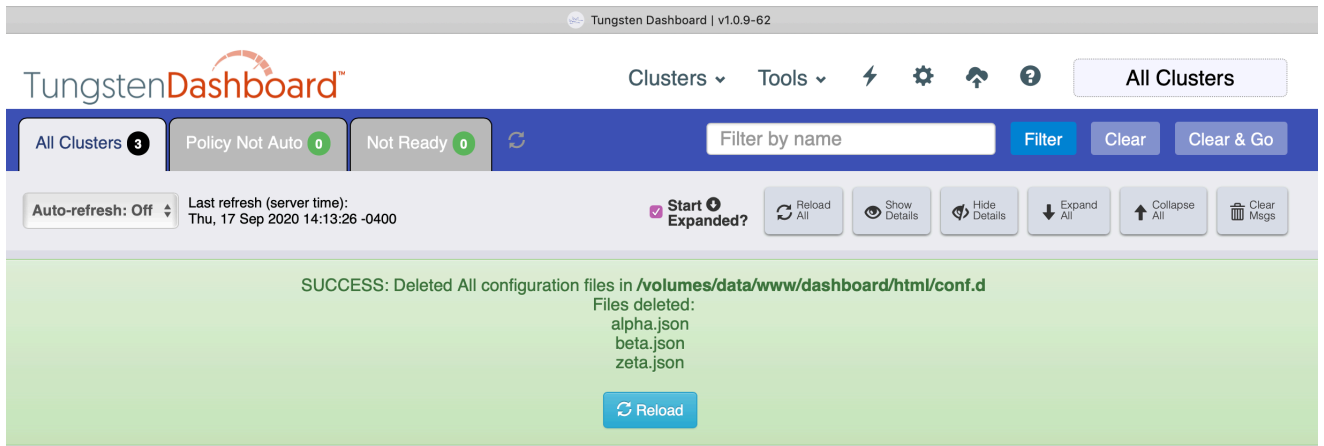 Tungsten Dashboard | v1.0.9-62
TungstenDashboard™
Clusters
Tools
All Clusters
All Clusters 3
Policy Not Auto 0
Not Ready 0
Filter by name
Filter
Clear
Clear & Go
Auto-refresh: Off
Last refresh (server time):
Thu, 17 Sep 2020 14:13:26 -0400
Start
Expanded?
Reload
All
Show
Details
Hide
Details
Expand
All
Collapse
All
Clear
Msgs
SUCCESS: Deleted All configuration files in /volumes/data/www/dashboard/html/conf.d
Files deleted:
alpha.json
beta.json
zeta.json
Reload